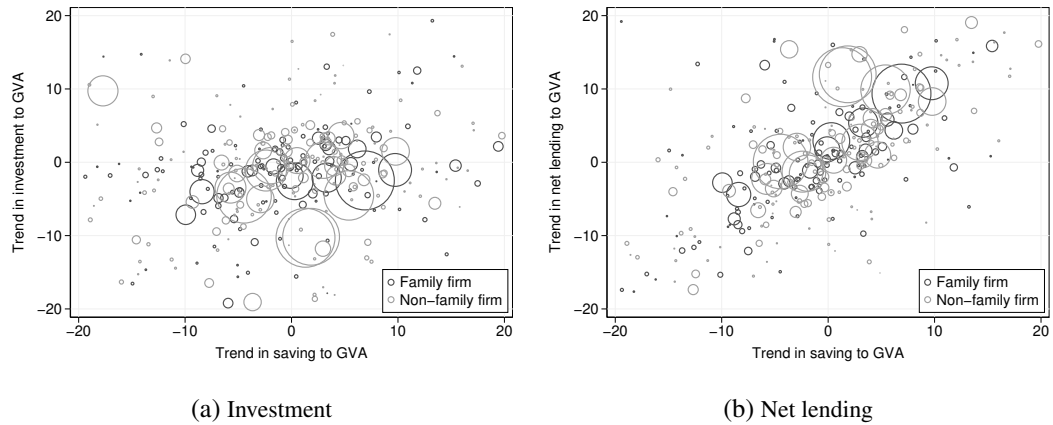 Trend in investment to GVA
20
10
0
−10
−20
−20
−10
0
10
20
Trend in saving to GVA
Family firm
Non−family firm
(a) Investment
Trend in net lending to GVA
20
10
0
−10
−20
−20
−10
0
10
20
Trend in saving to GVA
Family firm
Non−family firm
(b) Net lending